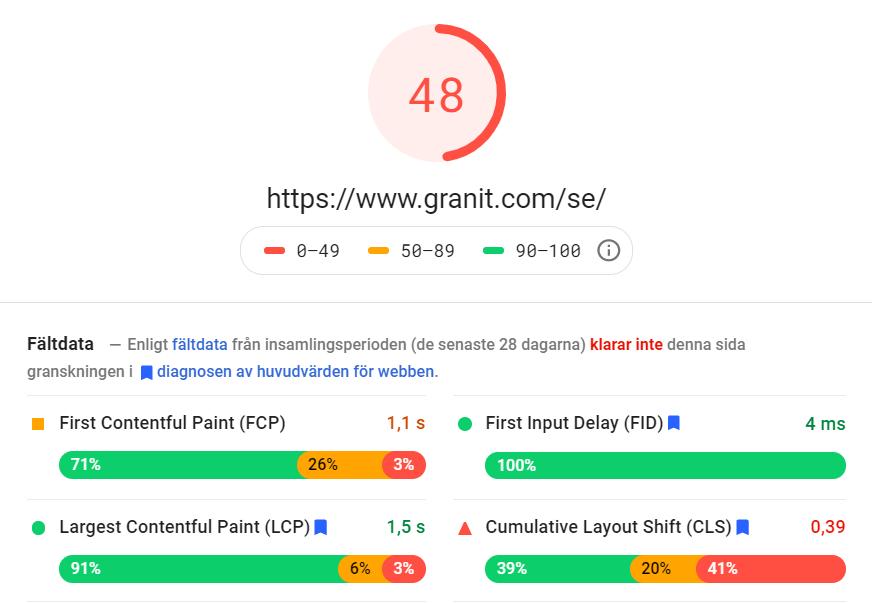 48
https://www.granit.com/se/
0–49 50–89 90–100
Fältdata — Enligt fältdata från insamlingsperioden (de senaste 28 dagarna) klarar inte denna sida
granskningen i diagnosen av huvudvärden för webben.
First Contentful Paint (FCP) 1,1 s
71% 26% 3%
First Input Delay (FID) 4 ms
100%
Largest Contentful Paint (LCP) 1,5 s
91% 6% 3%
Cumulative Layout Shift (CLS) 0,39
39% 20% 41%